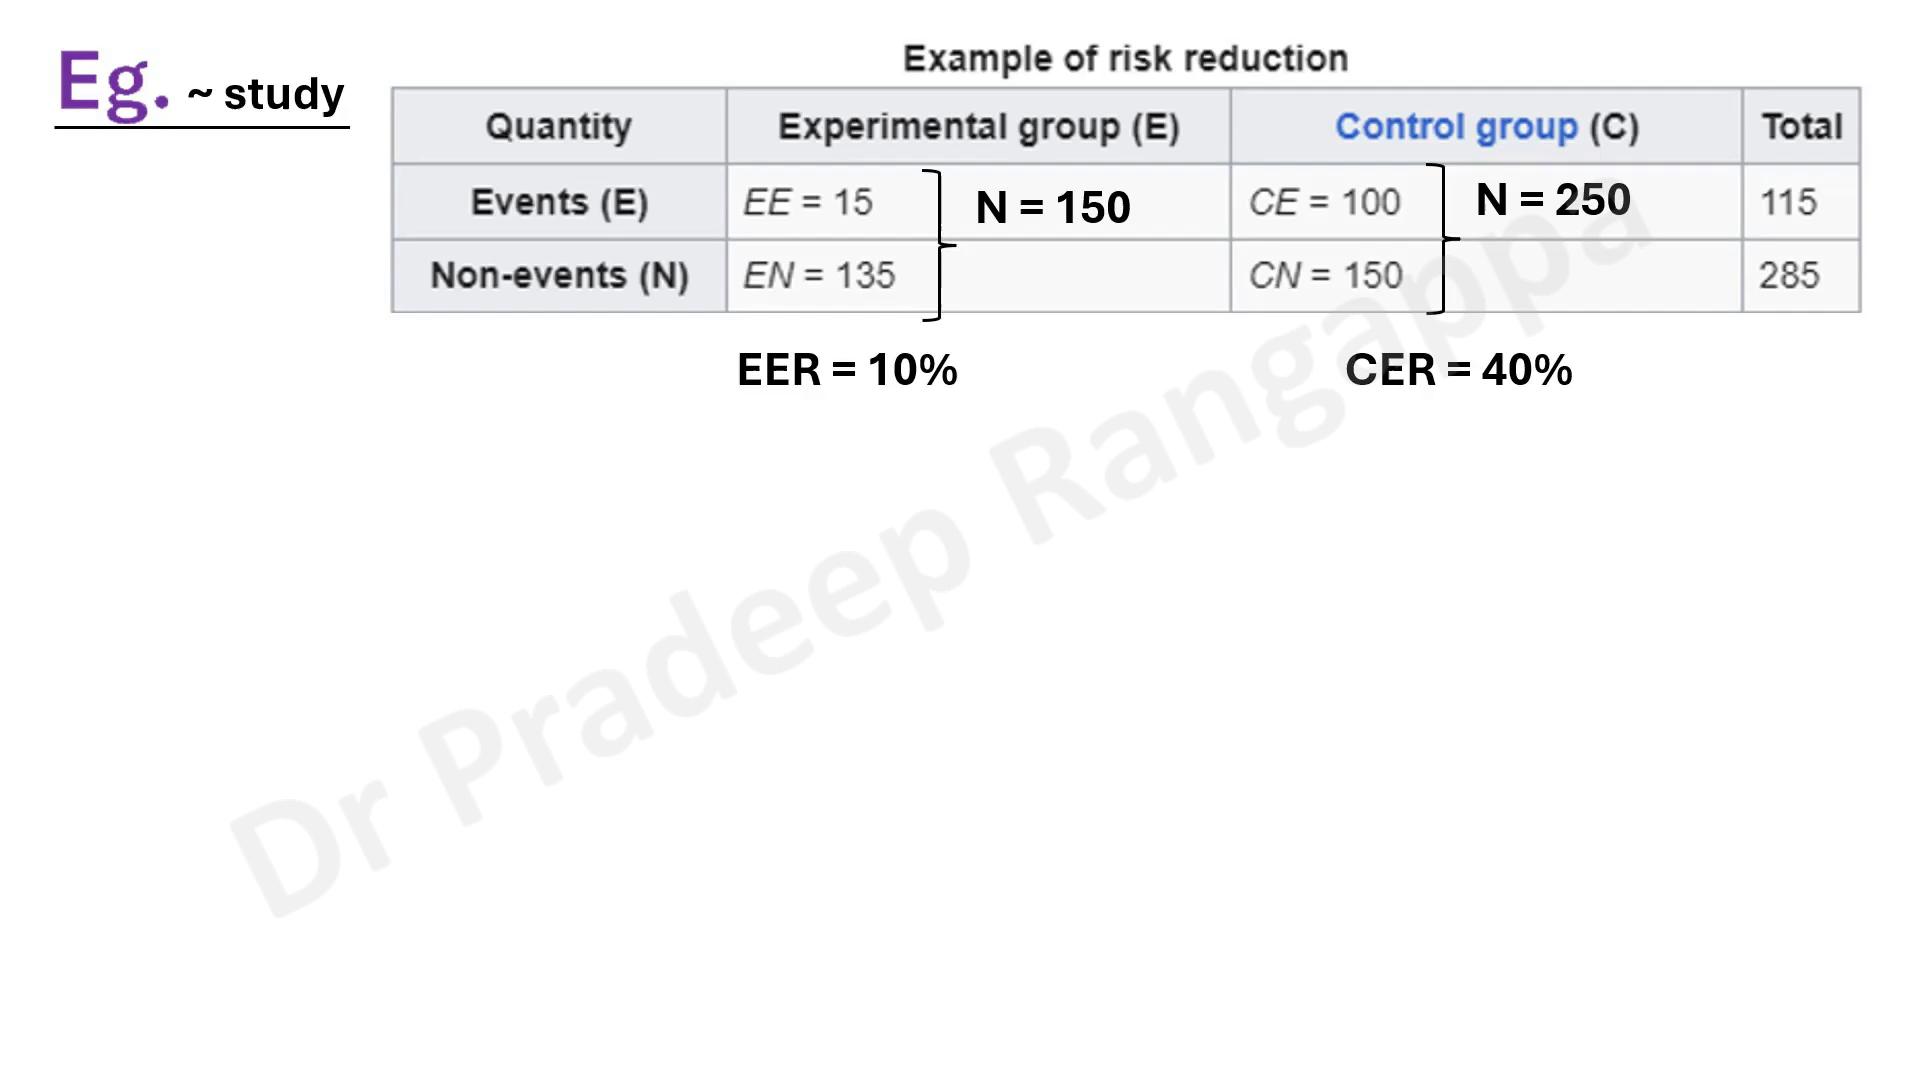 Eg. ~ study
Example of risk reduction
Quantity Experimental group (E) Control group (C) Total
Events (E) EE = 15 N = 150 CE = 100 N = 250 115
Non-events (N) EN = 135 CN = 150 285
EER = 10% CER = 40%
Dr Pradeep Rangappa